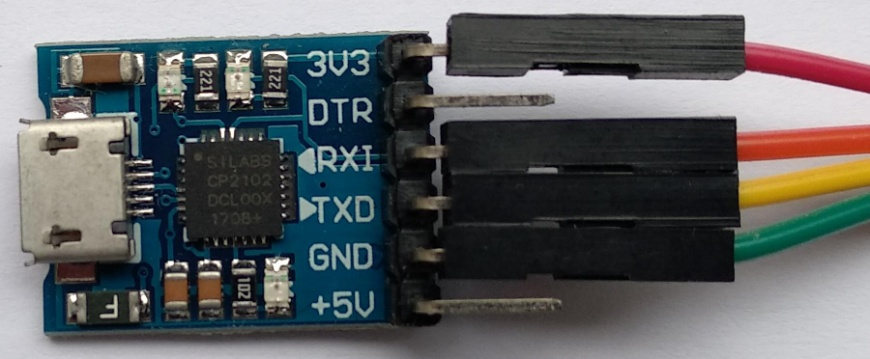 3V3
DTR
RXI
TXD
GND
+5V
221
221
SILABS
CP2102
DCL00X
1708+
102
F